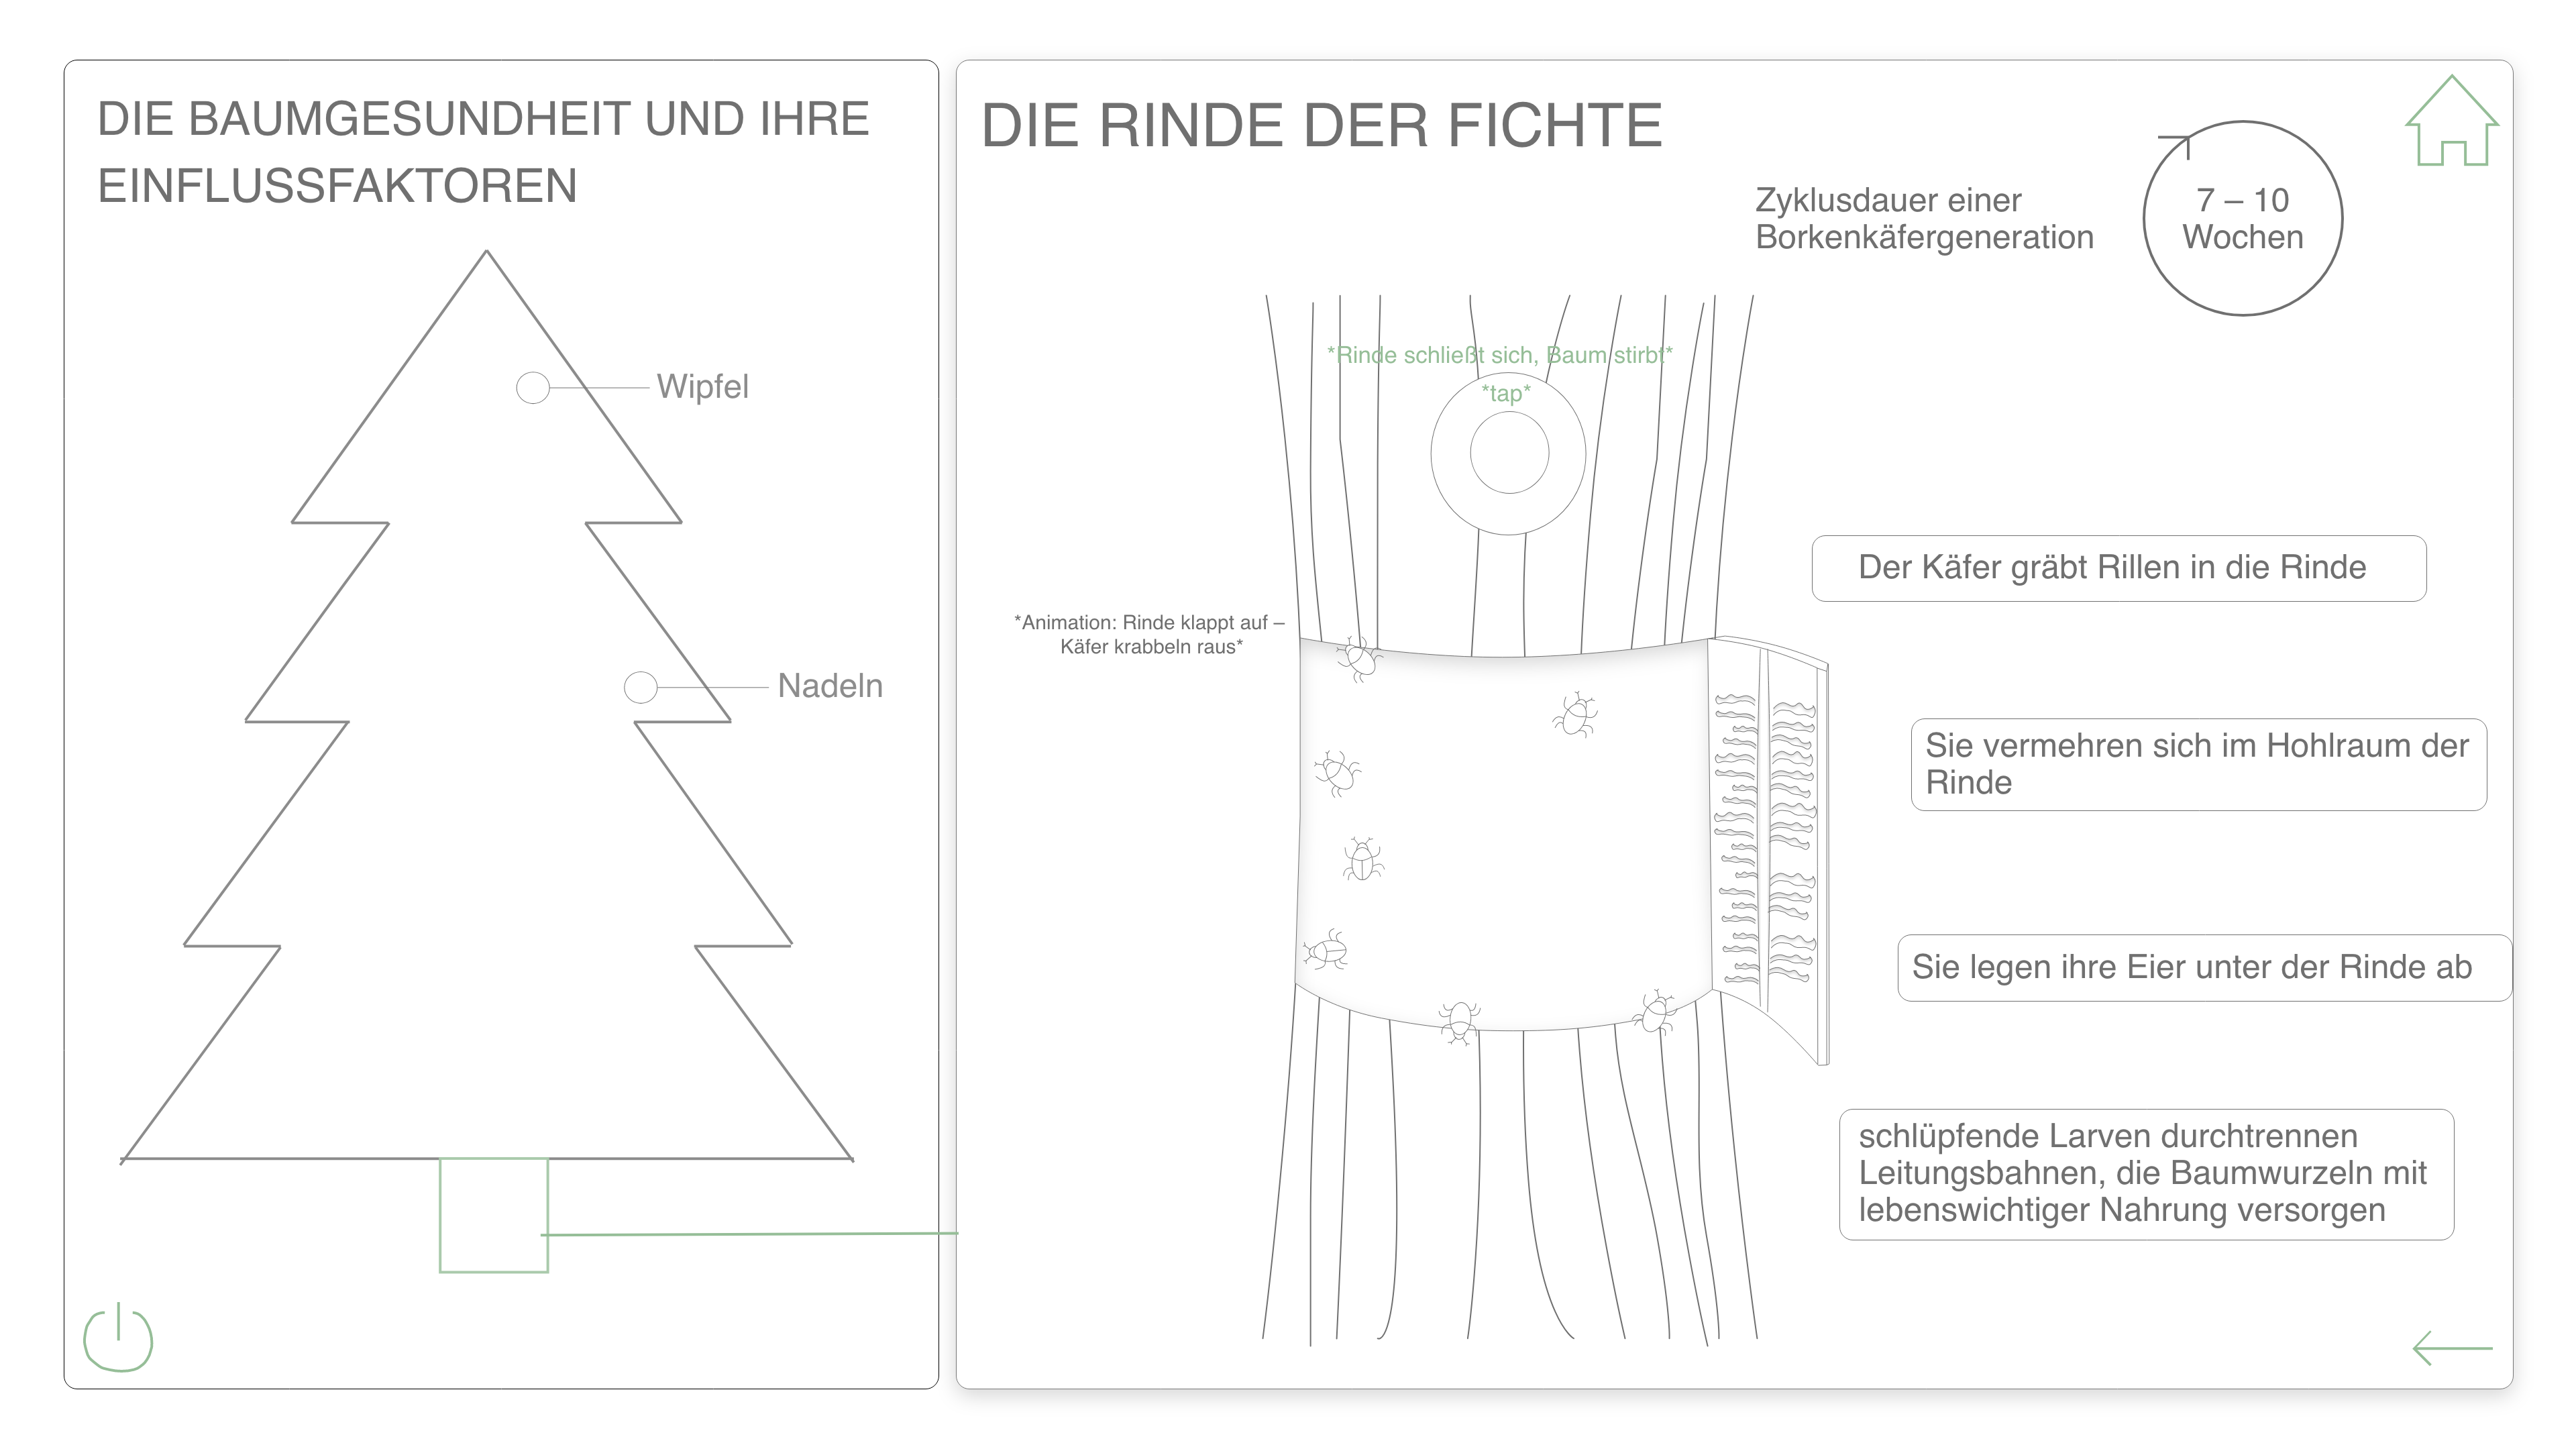 DIE BAUMGESUNDHEIT UND IHRE
EINFLUSSFAKTOREN
Wipfel
Nadeln
DIE RINDE DER FICHTE
Zyklusdauer einer
Borkenkäfergeneration
7 – 10
Wochen
*Rinde schließt sich, Baum stirbt*
*tap*
*Animation: Rinde klappt auf –
Käfer krabbeln raus*
Der Käfer gräbt Rillen in die Rinde
Sie vermehren sich im Hohlraum der
Rinde
Sie legen ihre Eier unter der Rinde ab
schlüpfende Larven durchtrennen
Leitungsbahnen, die Baumwurzeln mit
lebenswichtiger Nahrung versorgen